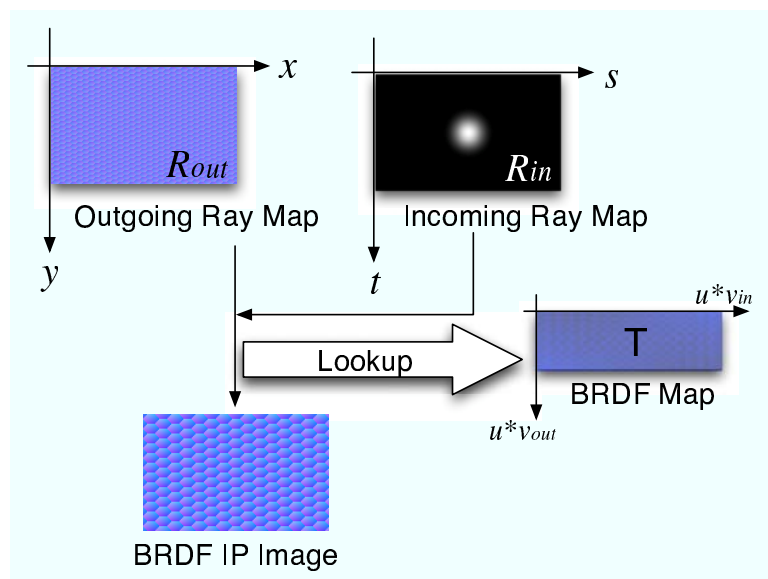 x
s
Rout
Rin
Outgoing Ray Map
Incoming Ray Map
y
t
u*vin
T
Lookup
BRDF Map
u*vout
BRDF IP Image